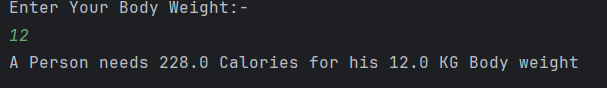 Enter Your Body Weight:-
12
A Person needs 228.0 Calories for his 12.0 KG Body weight